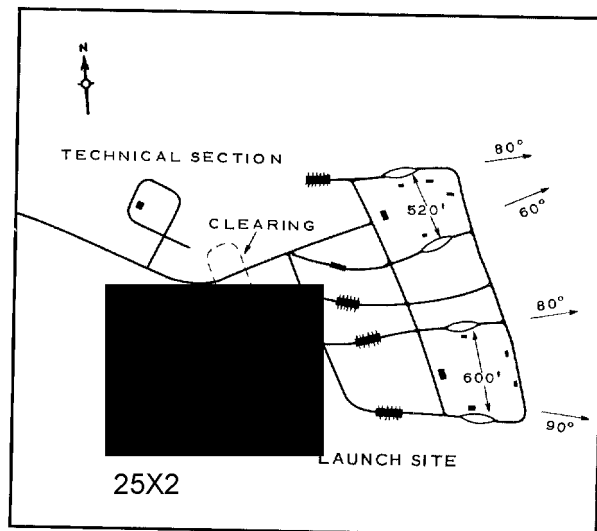 N
80°
TECHNICAL SECTION
60°
520'
CLEARING
80°
600'
90°
LAUNCH SITE
25X2